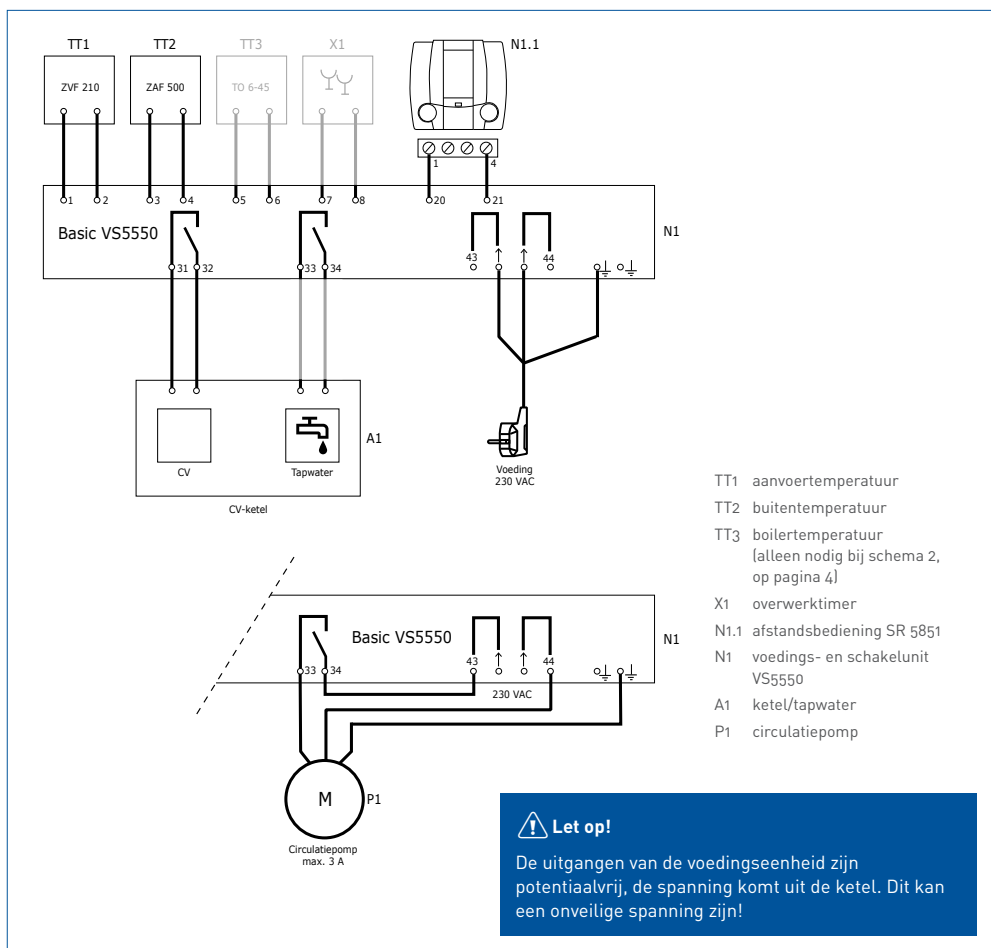 TT1 TT2 TT3 X1 N1.1
ZVF 210 ZAF 500 TO 6-45
1 4
1 2 3 4 5 6 7 8 20 21
Basic VS5550 N1
31 32 33 34 43 44
A1
CV Tapwater
CV-ketel
Voeding
230 VAC
TT1 aanvoertemperatuur
TT2 buitentemperatuur
TT3 boilertemperatuur
(alleen nodig bij schema 2,
op pagina 4)
X1 overwerktimer
N1.1 afstandsbediening SR 5851
N1 voedings- en schakelunit
VS5550
A1 ketel/tapwater
P1 circulatiepomp
Basic VS5550 N1
33 34 43 44
230 VAC
M P1
Circulatiepomp
max. 3 A
Let op!
De uitgangen van de voedingseenheid zijn
potentiaalvrij, de spanning komt uit de ketel. Dit kan
een onveilige spanning zijn!